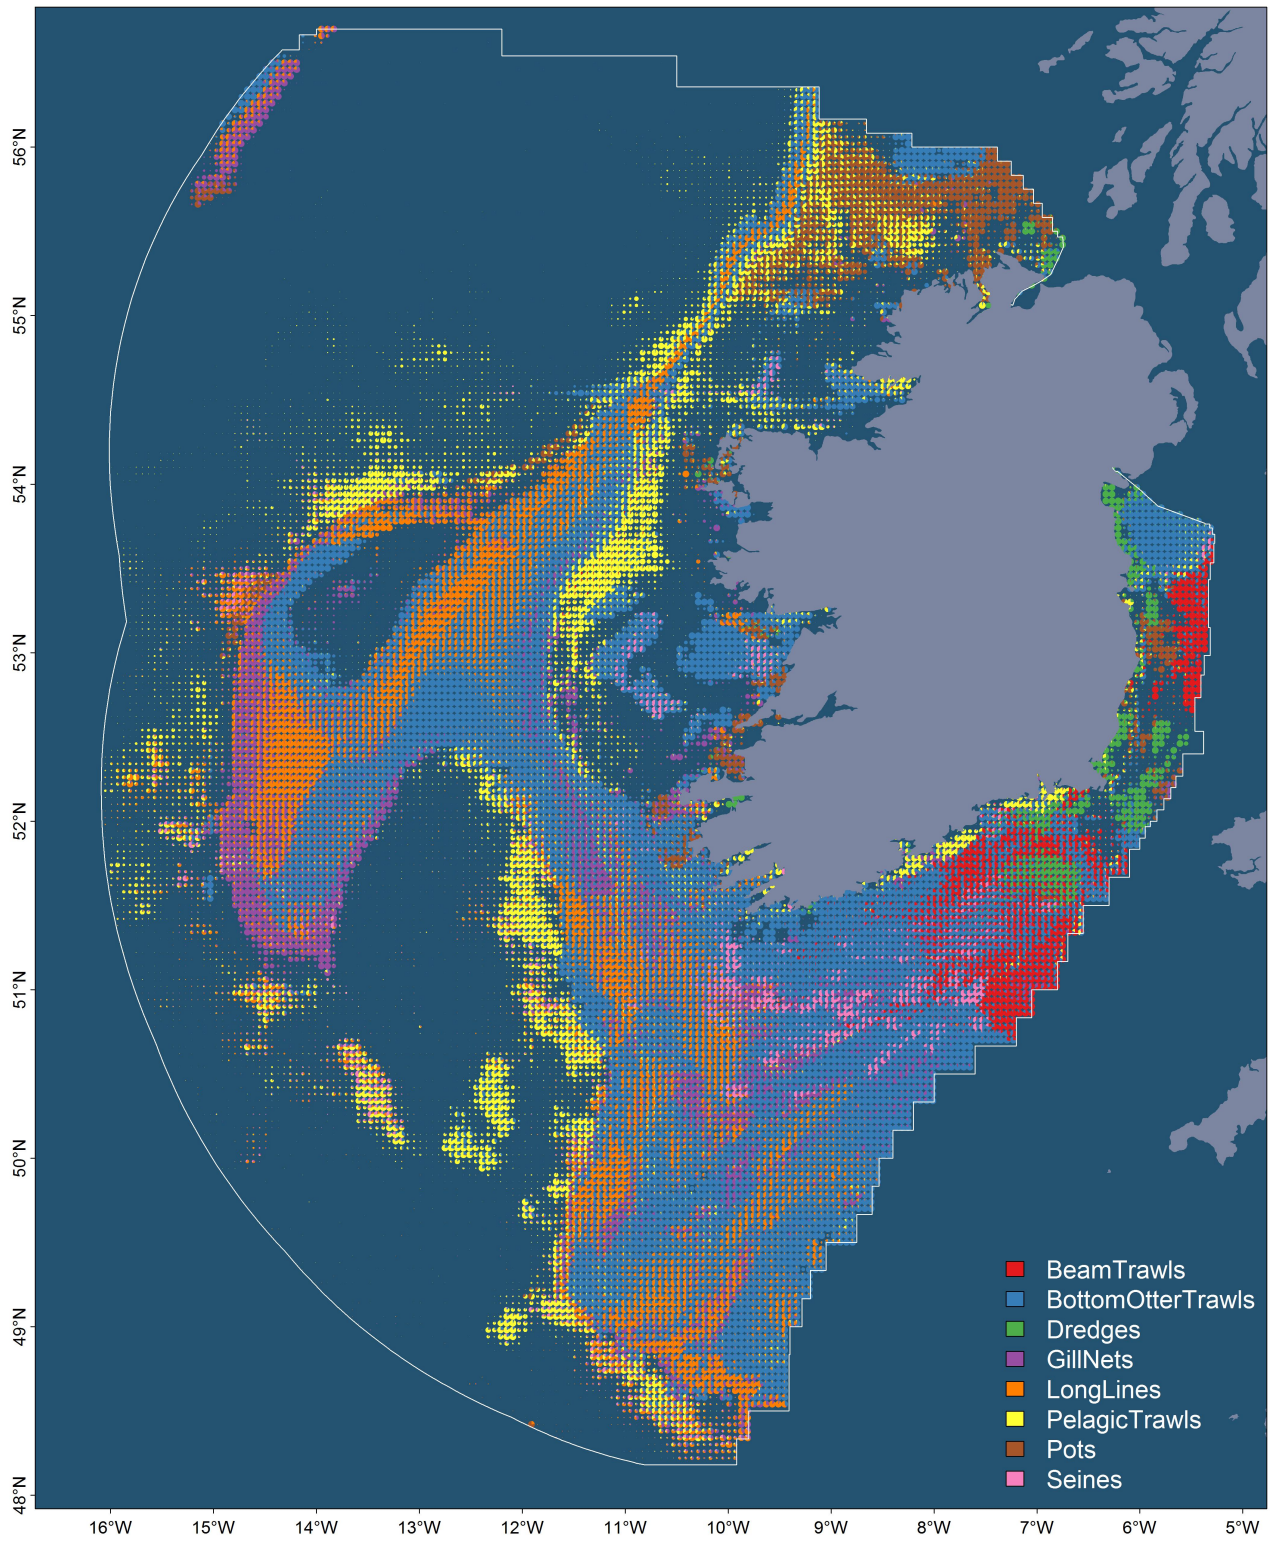 56°N
55°N
54°N
53°N
52°N
51°N
50°N
49°N
48°N
BeamTrawls
BottomOtterTrawls
Dredges
GillNets
LongLines
PelagicTrawls
Pots
Seines
16°W 15°W 14°W 13°W 12°W 11°W 10°W 9°W 8°W 7°W 6°W 5°W